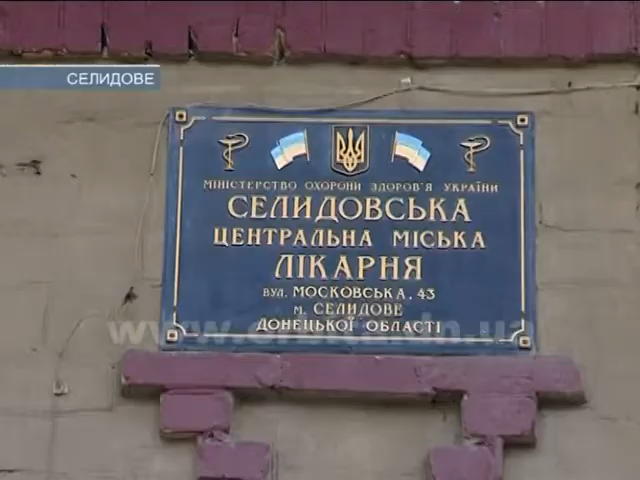 СЕЛИДОВЕ
МІНІСТЕРСТВО ОХОРОНИ ЗДОРОВ'Я УКРАЇНИ
СЕЛИДОВСЬКА
ЦЕНТРАЛЬНА МІСЬКА
ЛІКАРНЯ
ВУЛ. МОСКОВСЬКА, 43
М. СЕЛИДОВЕ
ДОНЕЦЬКОЇ ОБЛАСТІ